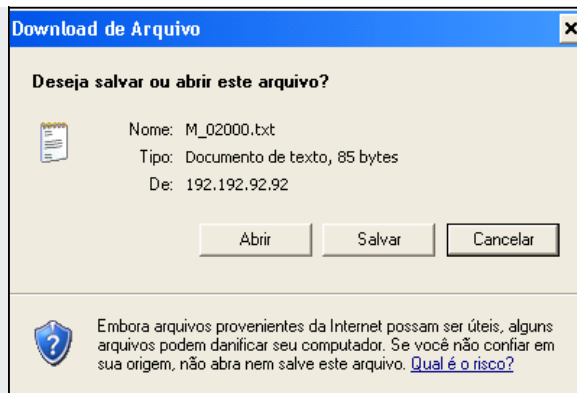 Download de Arquivo
Deseja salvar ou abrir este arquivo?
Nome: M_02000.txt
Tipo: Documento de texto, 85 bytes
De: 192.192.92.92
Abrir Salvar Cancelar
Embora arquivos provenientes da Internet possam ser úteis, alguns
arquivos podem danificar seu computador. Se você não confiar em
sua origem, não abra nem salve este arquivo. Qual é o risco?